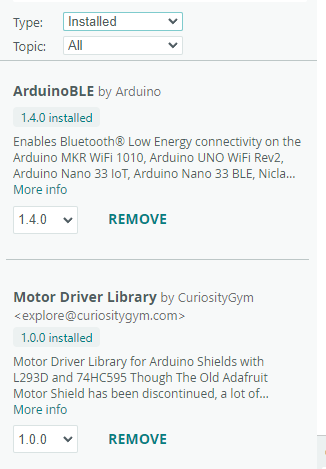 Type: Installed
Topic: All
ArduinoBLE by Arduino
1.4.0 installed
Enables Bluetooth® Low Energy connectivity on the
Arduino MKR WiFi 1010, Arduino UNO WiFi Rev2,
Arduino Nano 33 IoT, Arduino Nano 33 BLE, Nicla...
More info
1.4.0 REMOVE
Motor Driver Library by CuriosityGym
<explore@curiositygym.com>
1.0.0 installed
Motor Driver Library for Arduino Shields with
L293D and 74HC595 Though The Old Adafruit
Motor Shield has been discontinued, a lot of...
More info
1.0.0 REMOVE